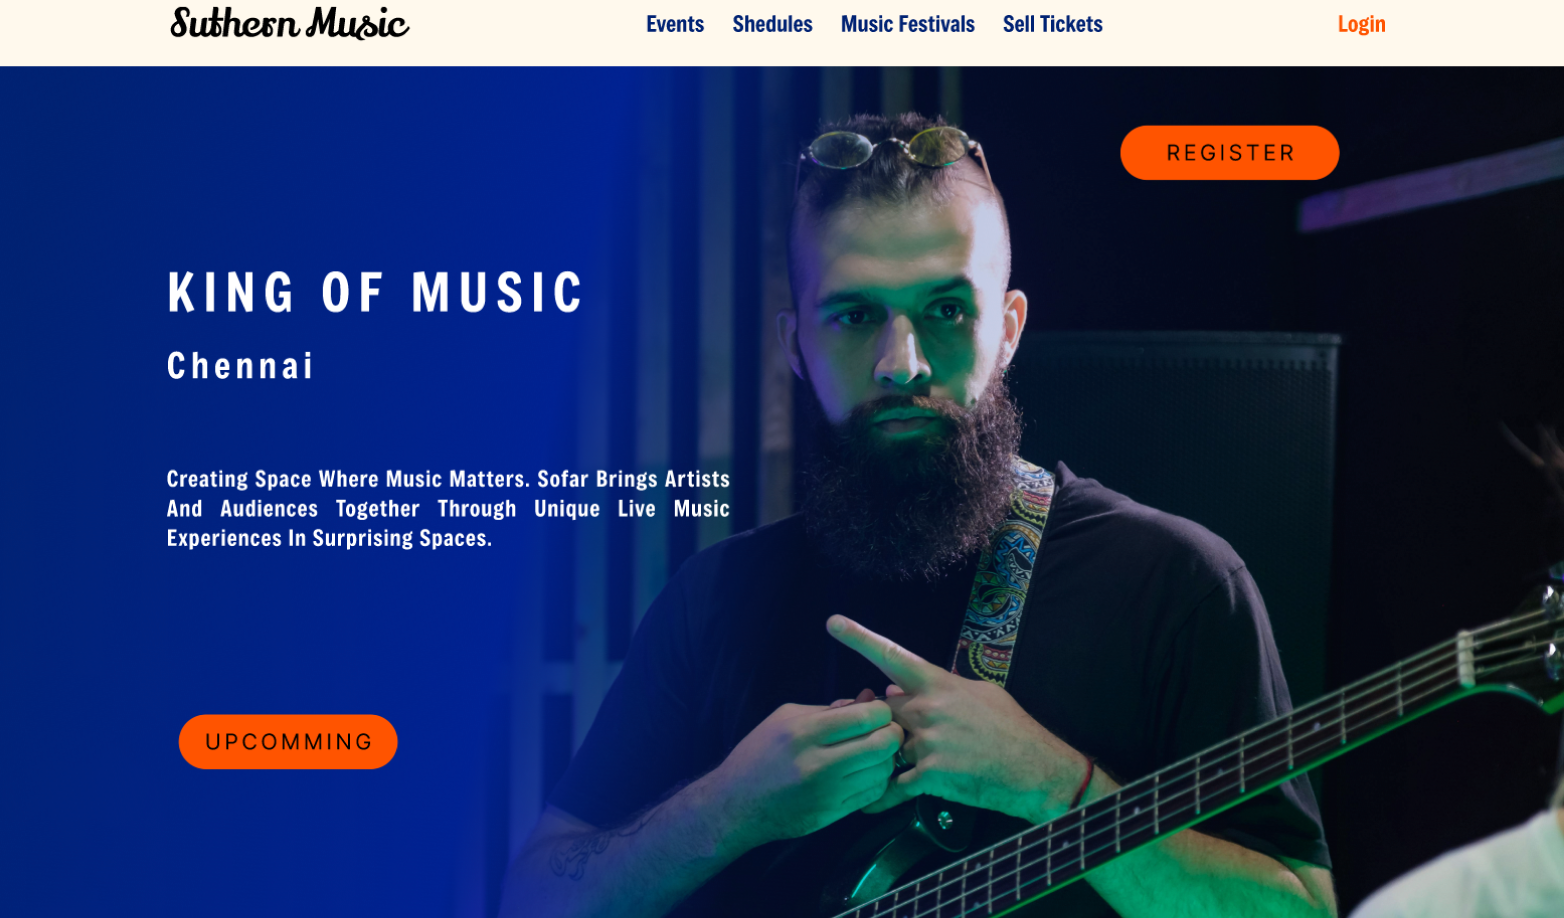 Suthern Music
Events Shedules Music Festivals Sell Tickets
Login
REGISTER
KING OF MUSIC
Chennai
Creating Space Where Music Matters. Sofar Brings Artists
And Audiences Together Through Unique Live Music
Experiences In Surprising Spaces.
UPCOMMING